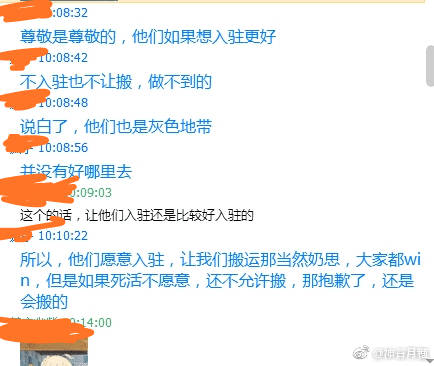 10:08:32
尊敬是尊敬的，他们如果想入驻更好
10:08:42
不入驻也不让搬，做不到的
10:08:48
说白了，他们也是灰色地带
10:08:56
并没有好哪里去
0:09:03
这个的话，让他们入驻还是比较好入驻的
10:10:22
所以，他们愿意入驻，让我们搬运那当然奶思，大家都wi
n，但是如果死活不愿意，还不允许搬，那抱歉了，还是
会搬的
0:14:00